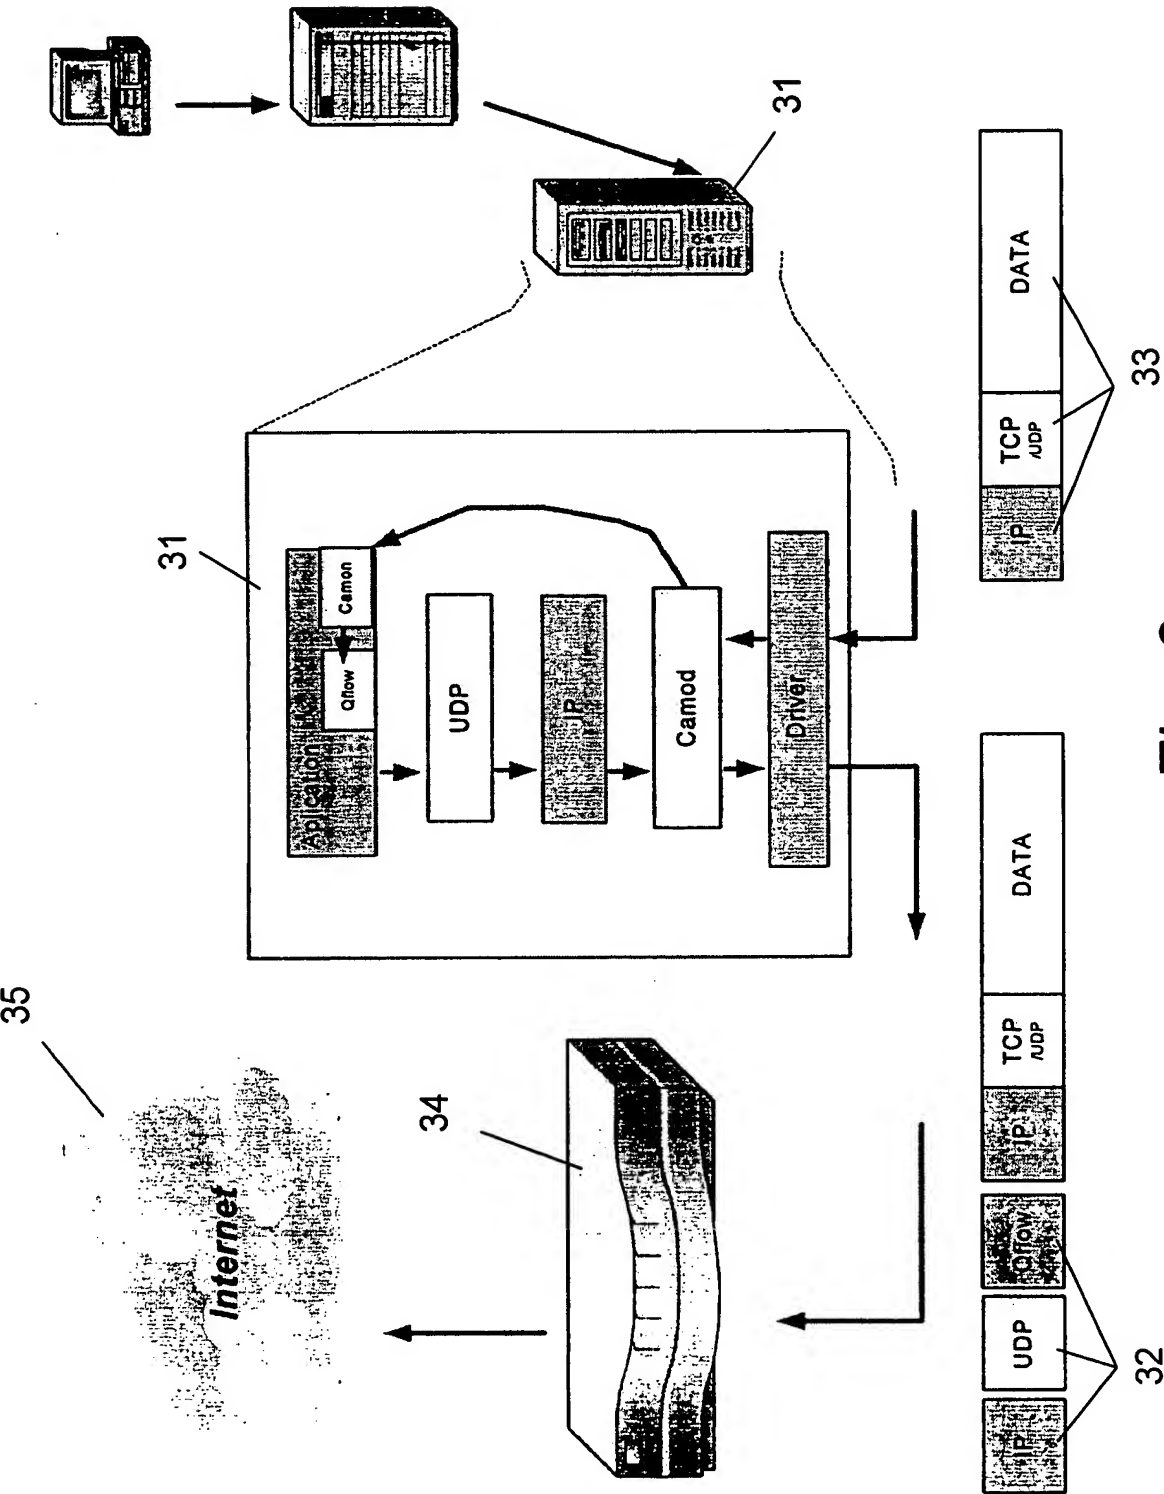 35
Internet
34
31
Aplication
Qflow
Camon
UDP
IP
Camod
Driver
31
IP
UDP
Qflow
IP
TCP
/UDP
DATA
32
IP
TCP
/UDP
DATA
33